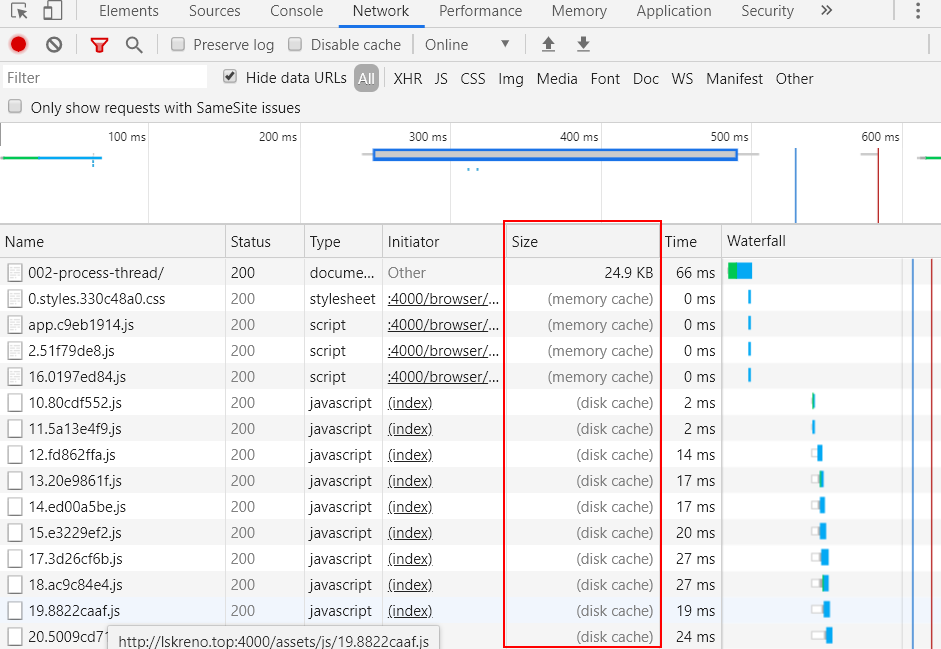 Elements Sources Console Network Performance Memory Application Security »
Preserve log Disable cache Online ▼
Filter Hide data URLs All XHR JS CSS Img Media Font Doc WS Manifest Other
Only show requests with SameSite issues
100 ms 200 ms 300 ms 400 ms 500 ms 600 ms
Name Status Type Initiator Size Time Waterfall
002-process-thread/ 200 docume... Other 24.9 KB 66 ms
0.styles.330c48a0.css 200 stylesheet :4000/browser/... (memory cache) 0 ms
app.c9eb1914.js 200 script :4000/browser/... (memory cache) 0 ms
2.51f79de8.js 200 script :4000/browser/... (memory cache) 0 ms
16.0197ed84.js 200 script :4000/browser/... (memory cache) 0 ms
10.80cdf552.js 200 javascript (index) (disk cache) 2 ms
11.5a13e4f9.js 200 javascript (index) (disk cache) 2 ms
12.fd862ffa.js 200 javascript (index) (disk cache) 14 ms
13.20e9861f.js 200 javascript (index) (disk cache) 17 ms
14.ed00a5be.js 200 javascript (index) (disk cache) 17 ms
15.e3229ef2.js 200 javascript (index) (disk cache) 20 ms
17.3d26cf6b.js 200 javascript (index) (disk cache) 27 ms
18.ac9c84e4.js 200 javascript (index) (disk cache) 27 ms
19.8822caaf.js 200 javascript (index) (disk cache) 19 ms
20.5009cd71 (disk cache) 24 ms
http://lskreno.top:4000/assets/js/19.8822caaf.js